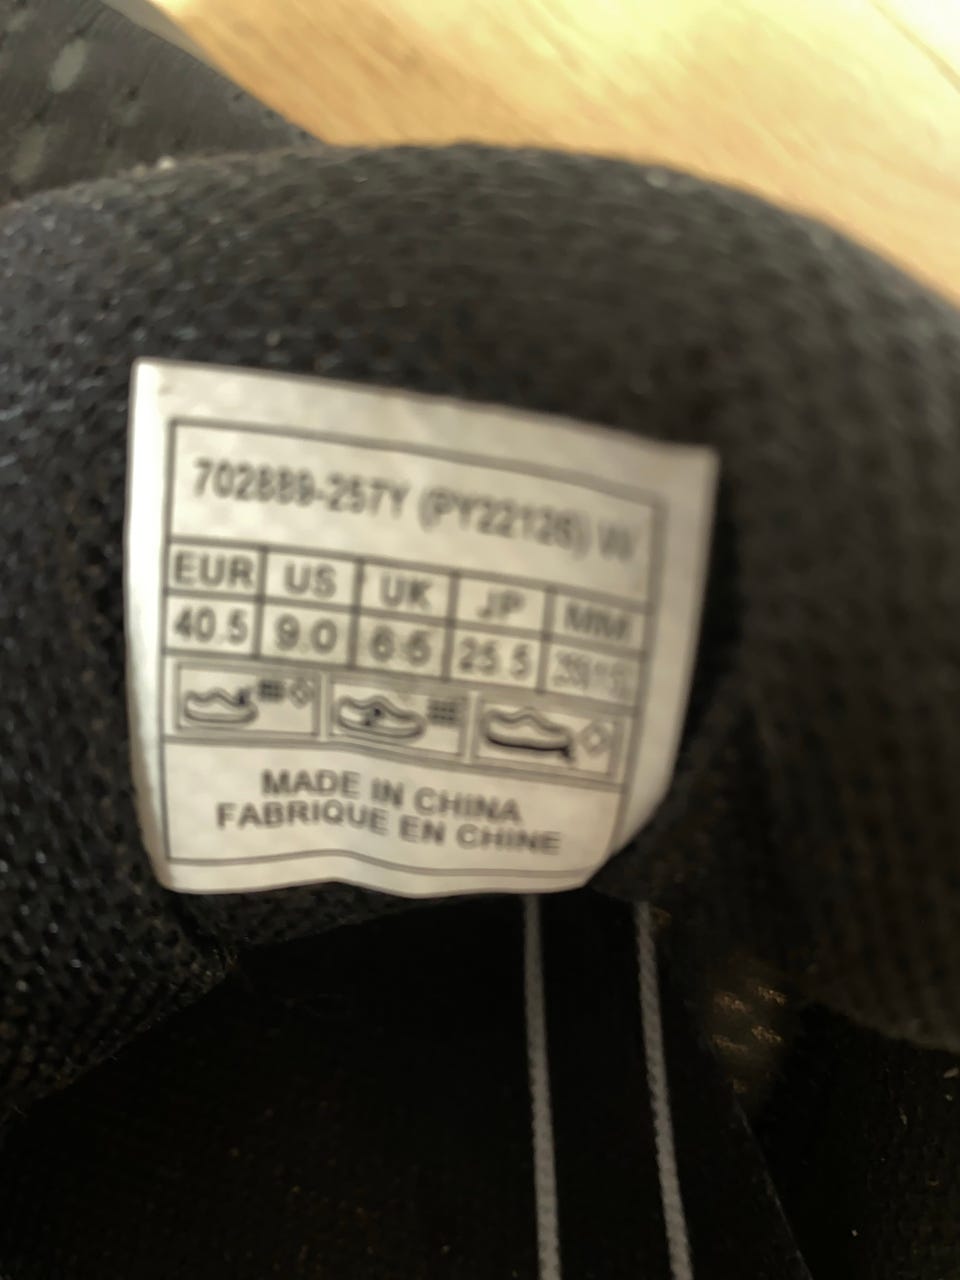 702889-257Y (PY22126) W
EUR US UK JP MM
40.5 9.0 6.5 25.5
MADE IN CHINA
FABRIQUE EN CHINE